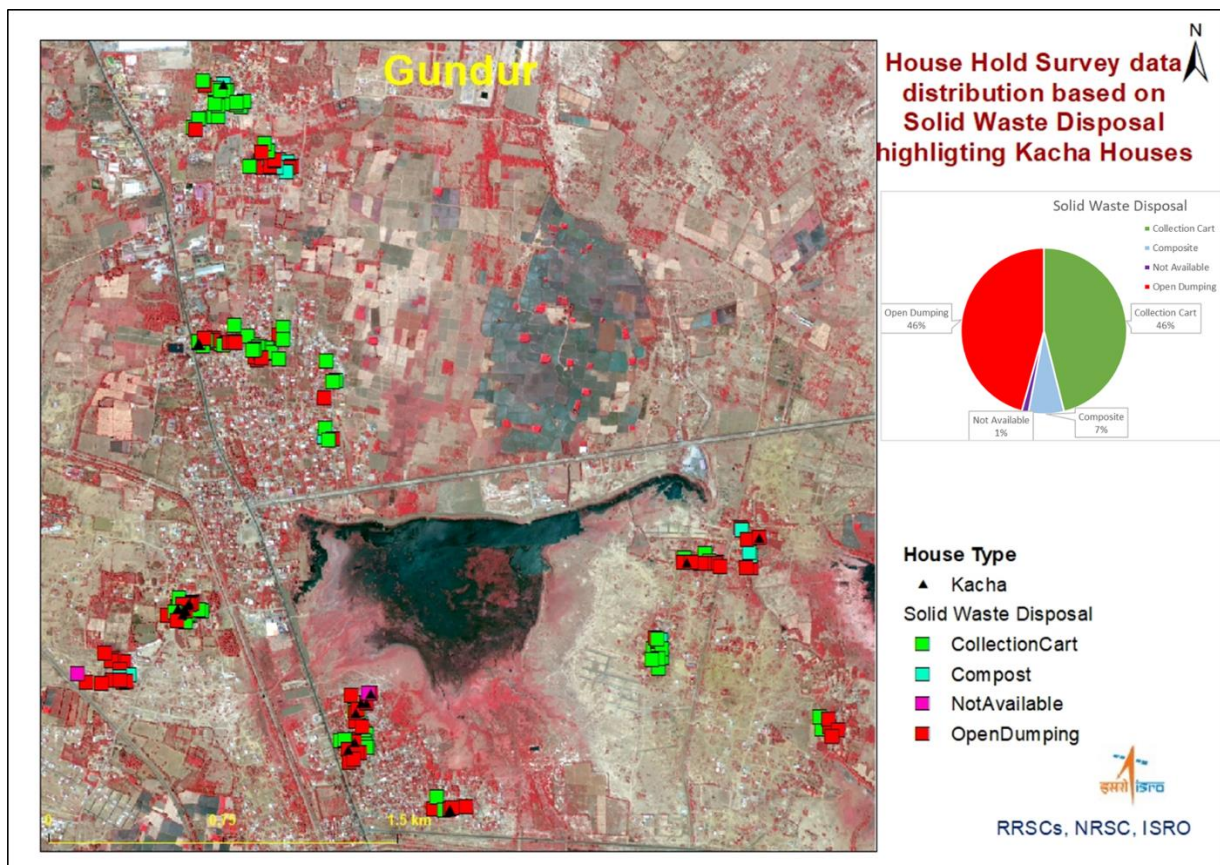 Gundur
N
House Hold Survey data
distribution based on
Solid Waste Disposal
highligting Kacha Houses
Solid Waste Disposal
Collection Cart
Composite
Not Available
Open Dumping
Open Dumping
46%
Collection Cart
46%
Not Available
1%
Composite
7%
House Type
Kacha
Solid Waste Disposal
CollectionCart
Compost
NotAvailable
OpenDumping
इसरो isro
RRSCs, NRSC, ISRO
0 0.75 1.5 km